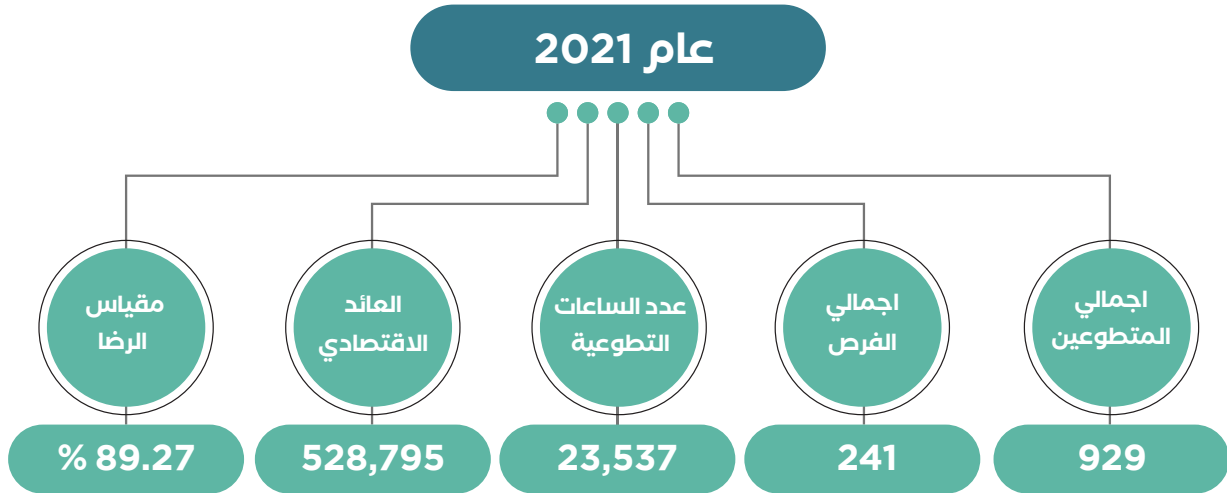 عام 2021
اجمالي
المتطوعين
929
اجمالي
الفرص
241
عدد الساعات
التطوعية
23,537
العائد
الاقتصادي
528,795
مقياس
الرضا
% 89.27